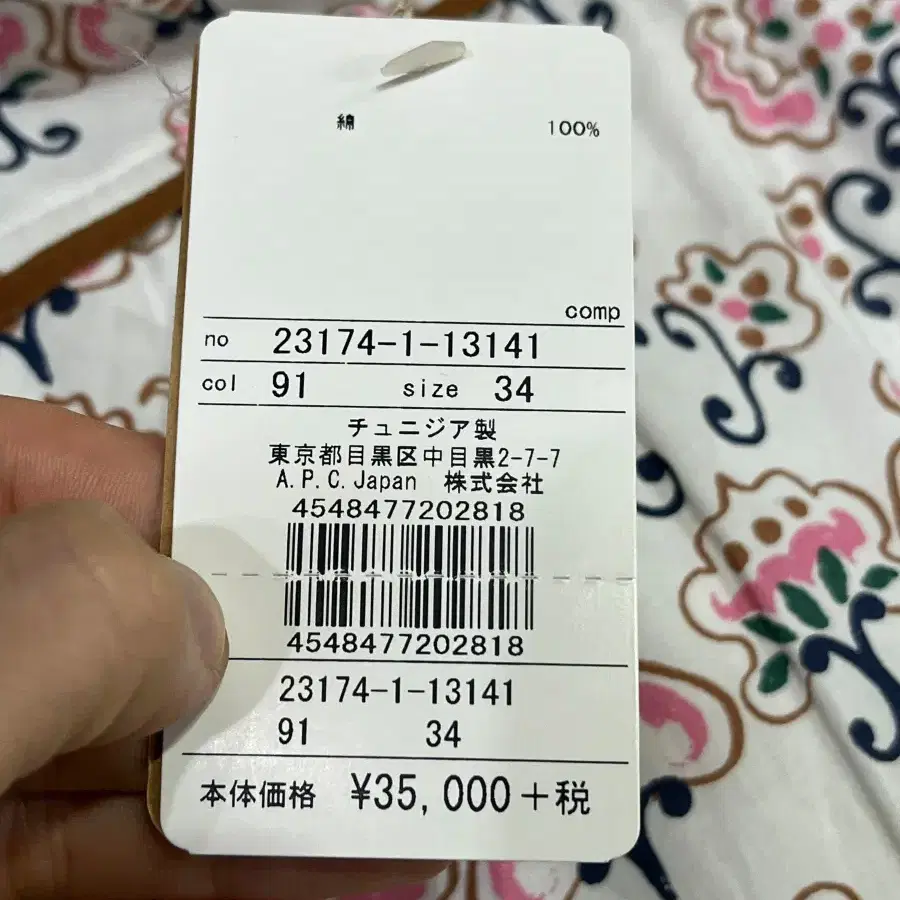 綿 100%
comp
no 23174-1-13141
col 91 size 34
チュニジア製
東京都目黒区中目黒2-7-7
A.P.C.Japan 株式会社
4548477202818
4548477202818
23174-1-13141
91 34
本体価格 ¥35,000+税